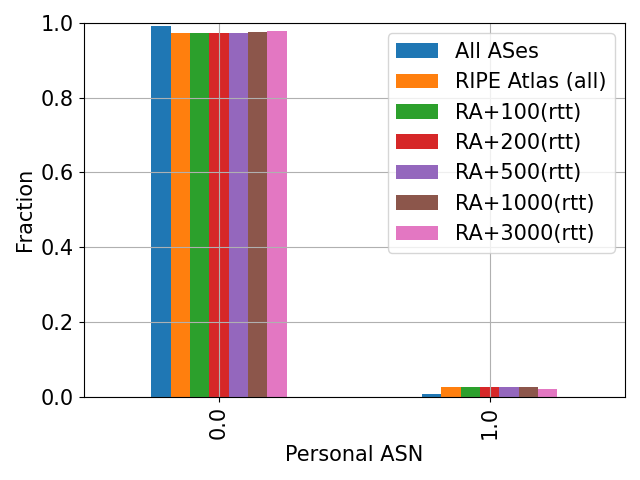 1.0
0.8
0.6
0.4
0.2
0.0
Fraction
All ASes
RIPE Atlas (all)
RA+100(rtt)
RA+200(rtt)
RA+500(rtt)
RA+1000(rtt)
RA+3000(rtt)
0.0
1.0
Personal ASN